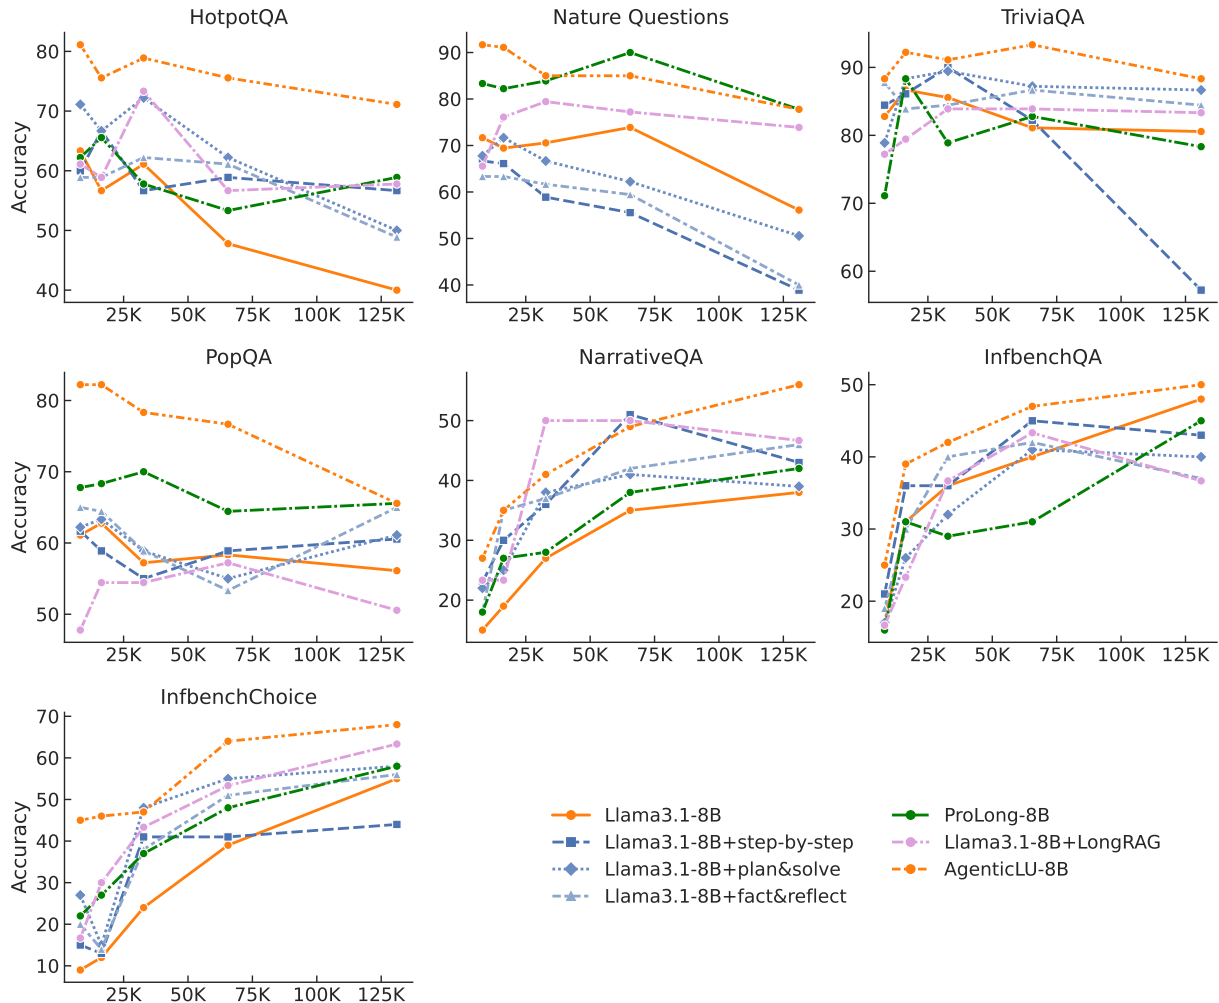 HotpotQA
Nature Questions
TriviaQA
Accuracy
80
70
60
50
40
25K 50K 75K 100K 125K
90
80
70
60
50
40
25K 50K 75K 100K 125K
90
80
70
60
25K 50K 75K 100K 125K
PopQA
NarrativeQA
InfbenchQA
Accuracy
80
70
60
50
25K 50K 75K 100K 125K
50
40
30
20
25K 50K 75K 100K 125K
50
40
30
20
25K 50K 75K 100K 125K
InfbenchChoice
Accuracy
70
60
50
40
30
20
10
25K 50K 75K 100K 125K
Llama3.1-8B
Llama3.1-8B+step-by-step
Llama3.1-8B+plan&solve
Llama3.1-8B+fact&reflect
ProLong-8B
Llama3.1-8B+LongRAG
AgenticLU-8B